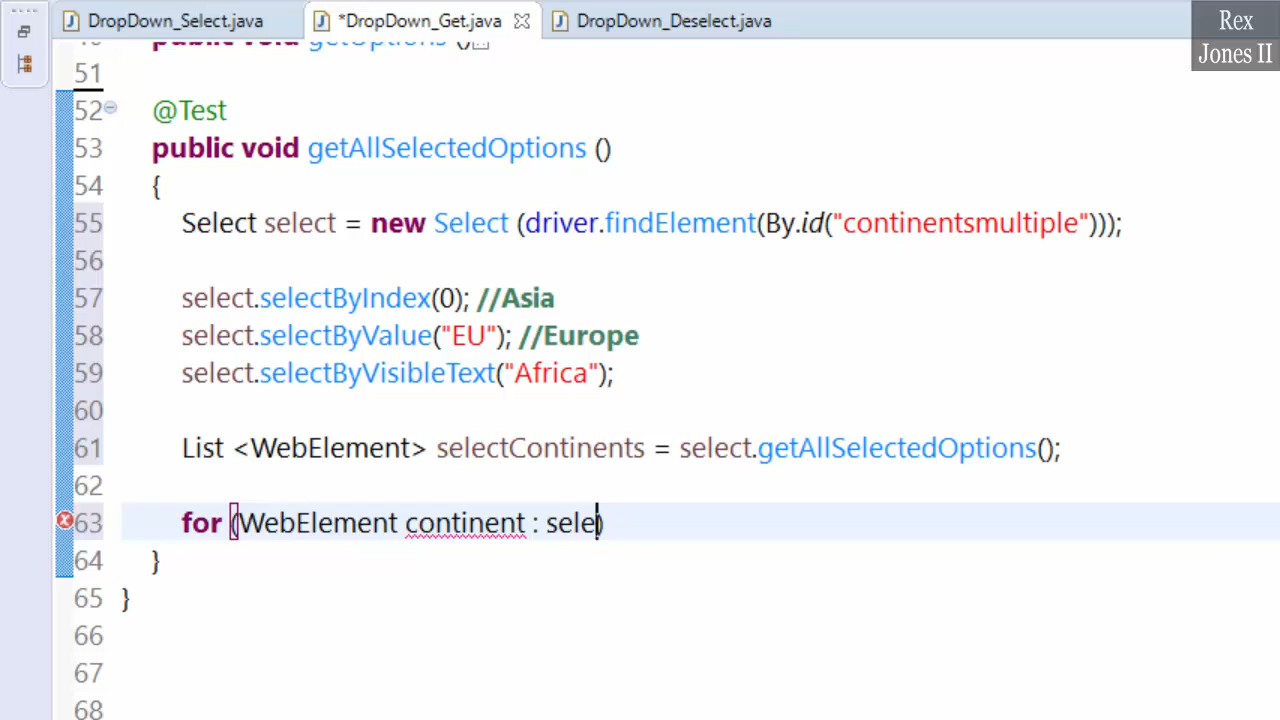 DropDown_Select.java
*DropDown_Get.java
DropDown_Deselect.java
Rex
Jones II
public void getOptions ()
51
52 @Test
53 public void getAllSelectedOptions ()
54 {
55 Select select = new Select (driver.findElement(By.id("continentsmultiple")));
56
57 select.selectByIndex(0); //Asia
58 select.selectByValue("EU"); //Europe
59 select.selectByVisibleText("Africa");
60
61 List <WebElement> selectContinents = select.getAllSelectedOptions();
62
63 for (WebElement continent : sele)
64 }
65 }
66
67
68